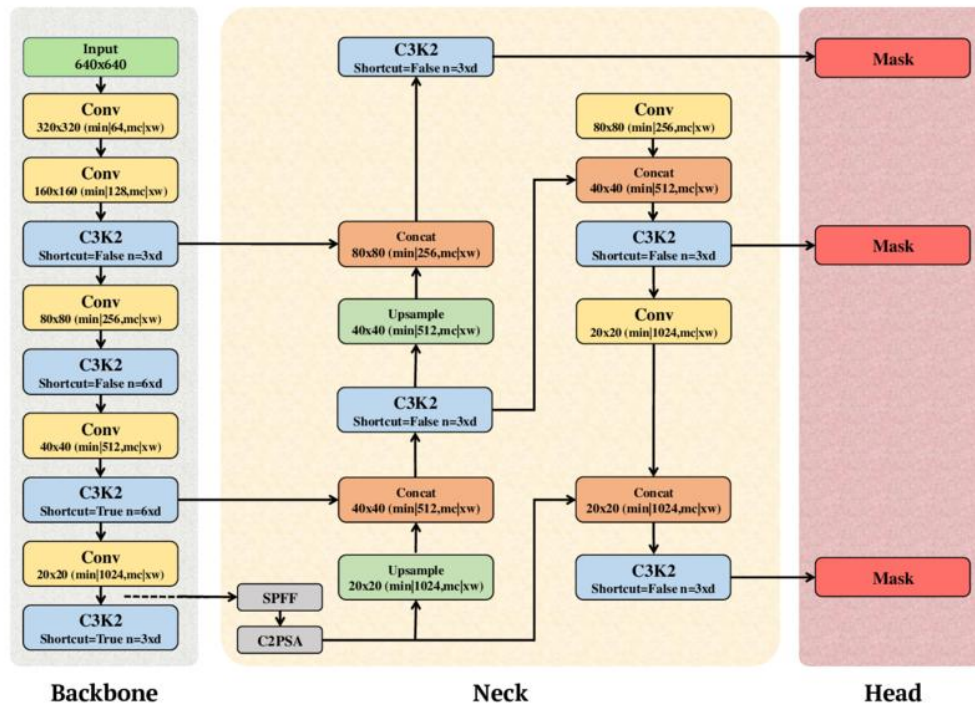 Input
640x640
Conv
320x320 (min|64,mc|xw)
Conv
160x160 (min|128,mc|xw)
C3K2
Shortcut=False n=3xd
Conv
80x80 (min|256,mc|xw)
C3K2
Shortcut=False n=6xd
Conv
40x40 (min|512,mc|xw)
C3K2
Shortcut=True n=6xd
Conv
20x20 (min|1024,mc|xw)
C3K2
Shortcut=True n=3xd
Backbone
C3K2
Shortcut=False n=3xd
Concat
80x80 (min|256,mc|xw)
Upsample
40x40 (min|512,mc|xw)
C3K2
Shortcut=False n=3xd
Concat
40x40 (min|512,mc|xw)
Upsample
20x20 (min|1024,mc|xw)
SPFF
C2PSA
Conv
80x80 (min|256,mc|xw)
Concat
40x40 (min|512,mc|xw)
C3K2
Shortcut=False n=3xd
Conv
20x20 (min|1024,mc|xw)
Concat
20x20 (min|1024,mc|xw)
C3K2
Shortcut=False n=3xd
Neck
Mask
Mask
Mask
Head